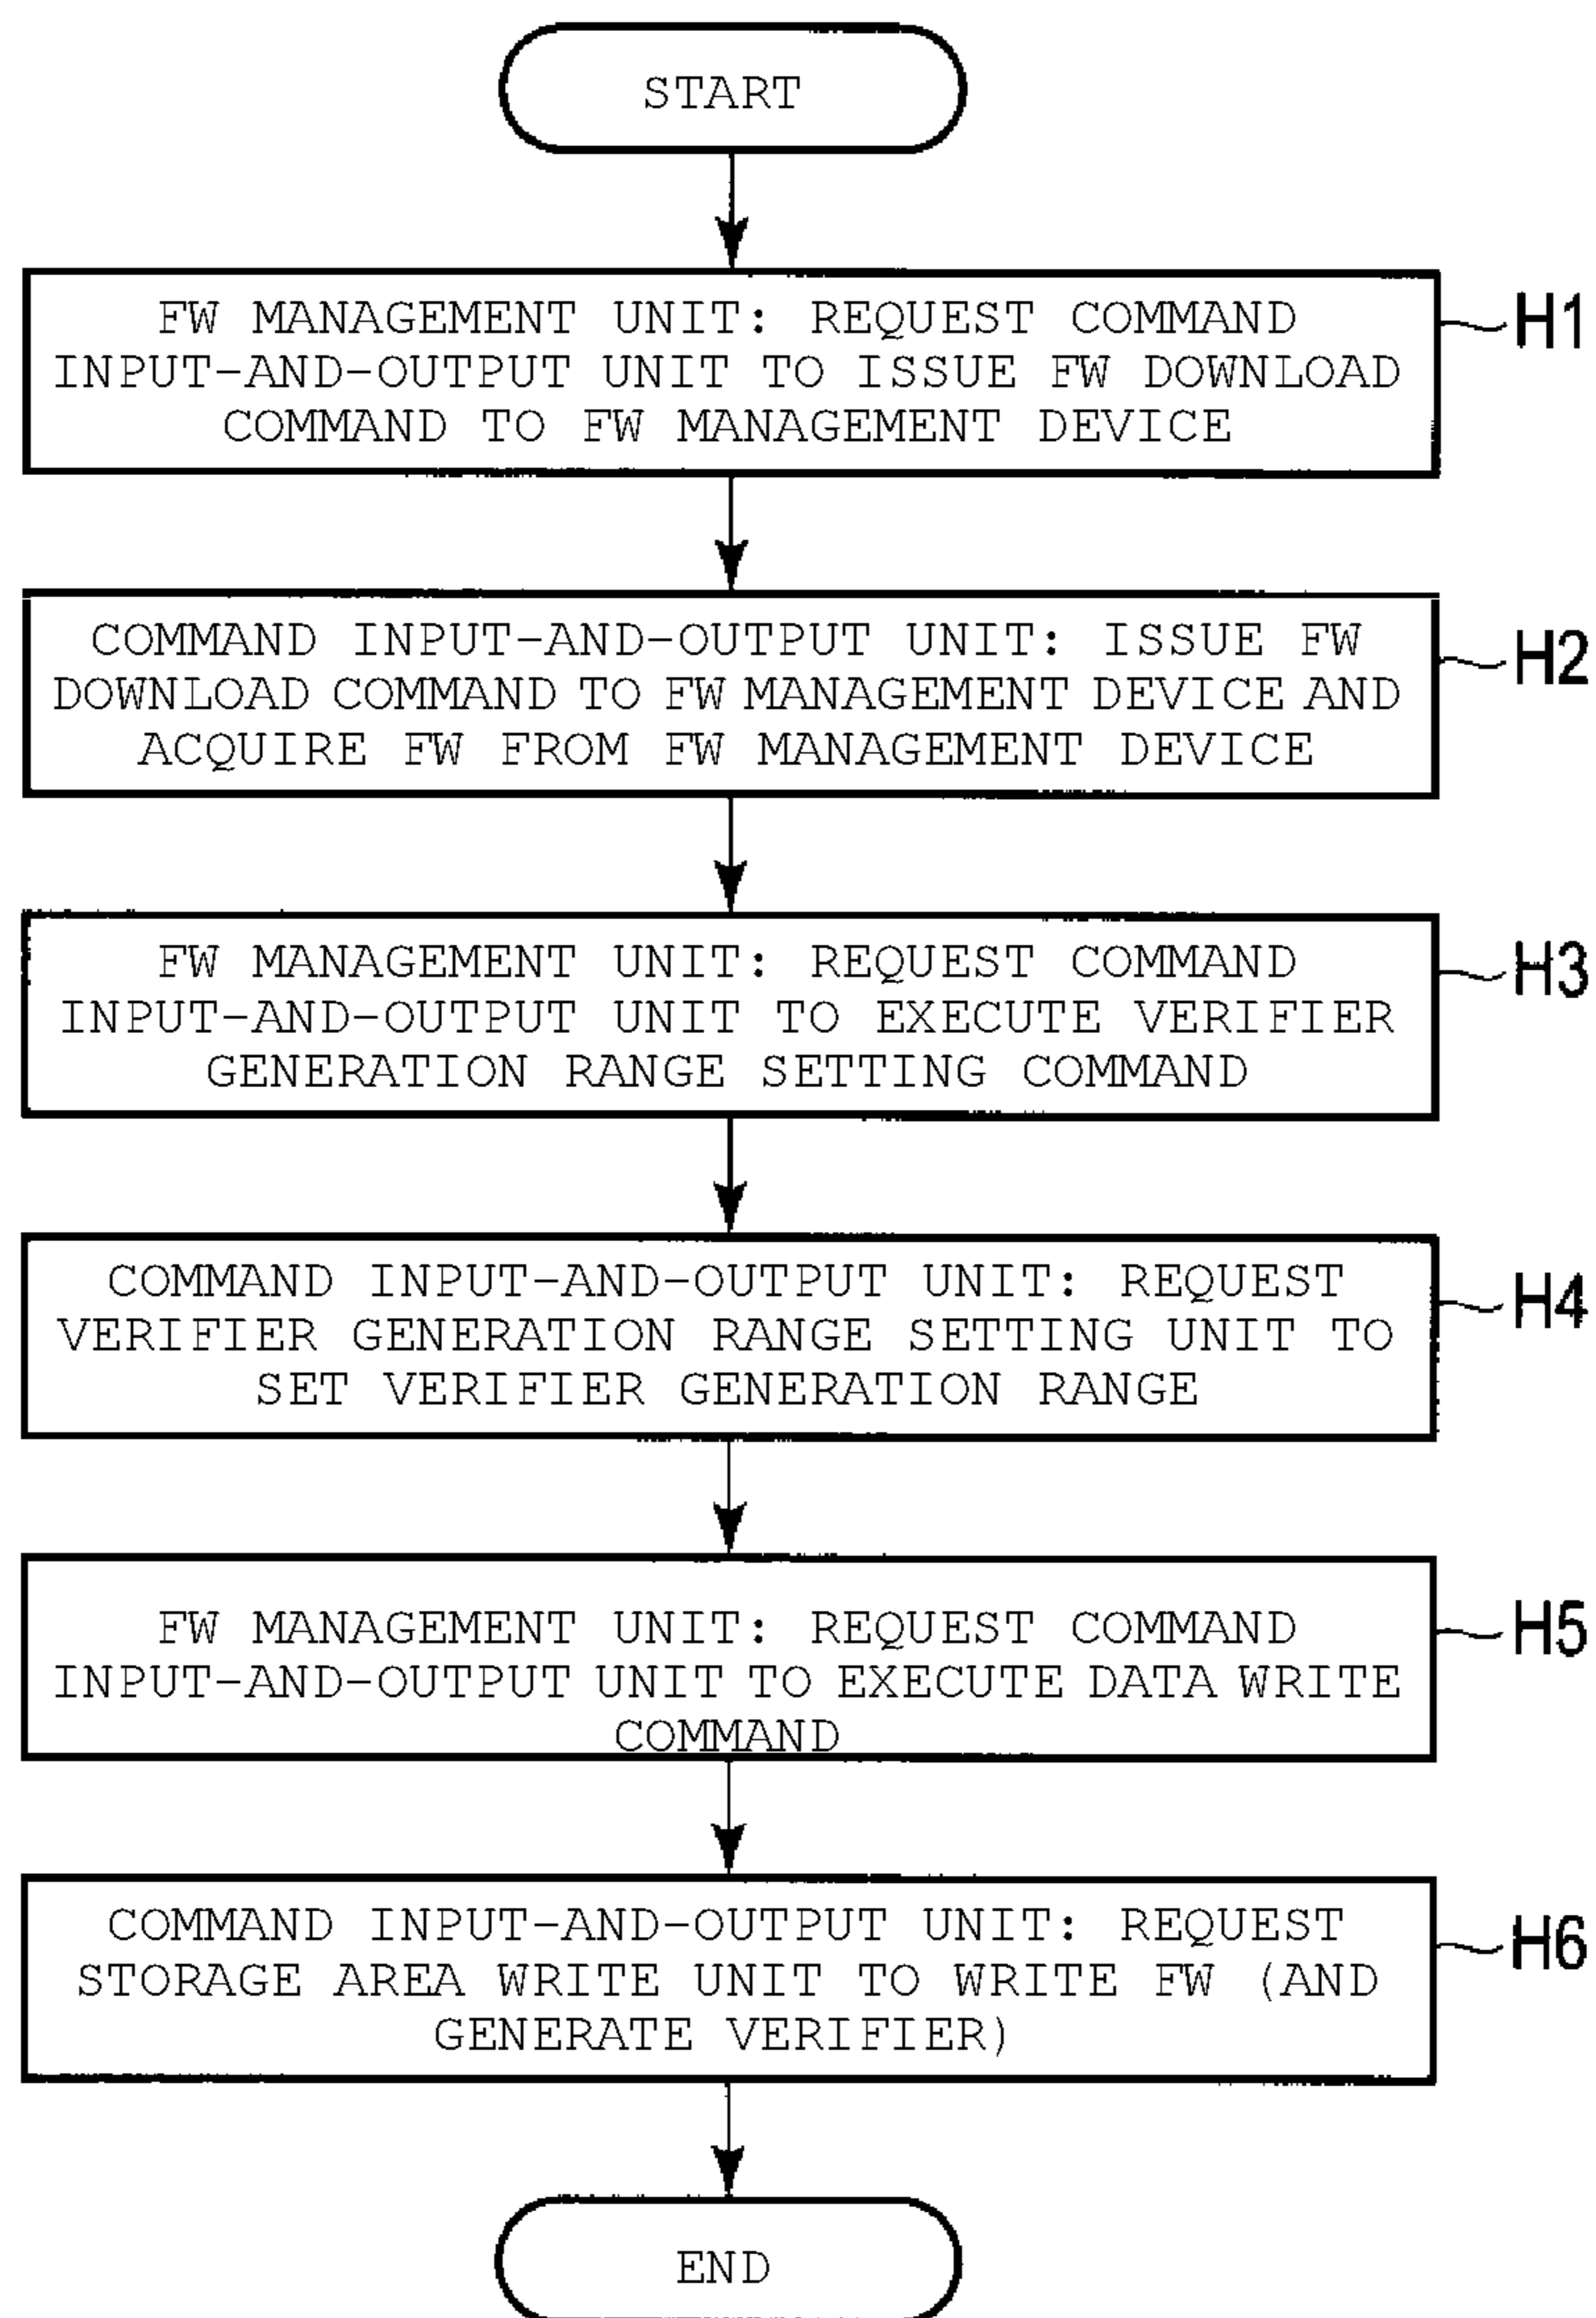 START
FW MANAGEMENT UNIT: REQUEST COMMAND
INPUT-AND-OUTPUT UNIT TO ISSUE FW DOWNLOAD
COMMAND TO FW MANAGEMENT DEVICE
H1
COMMAND INPUT-AND-OUTPUT UNIT: ISSUE FW
DOWNLOAD COMMAND TO FW MANAGEMENT DEVICE AND
ACQUIRE FW FROM FW MANAGEMENT DEVICE
H2
FW MANAGEMENT UNIT: REQUEST COMMAND
INPUT-AND-OUTPUT UNIT TO EXECUTE VERIFIER
GENERATION RANGE SETTING COMMAND
H3
COMMAND INPUT-AND-OUTPUT UNIT: REQUEST
VERIFIER GENERATION RANGE SETTING UNIT TO
SET VERIFIER GENERATION RANGE
H4
FW MANAGEMENT UNIT: REQUEST COMMAND
INPUT-AND-OUTPUT UNIT TO EXECUTE DATA WRITE
COMMAND
H5
COMMAND INPUT-AND-OUTPUT UNIT: REQUEST
STORAGE AREA WRITE UNIT TO WRITE FW (AND
GENERATE VERIFIER)
H6
END